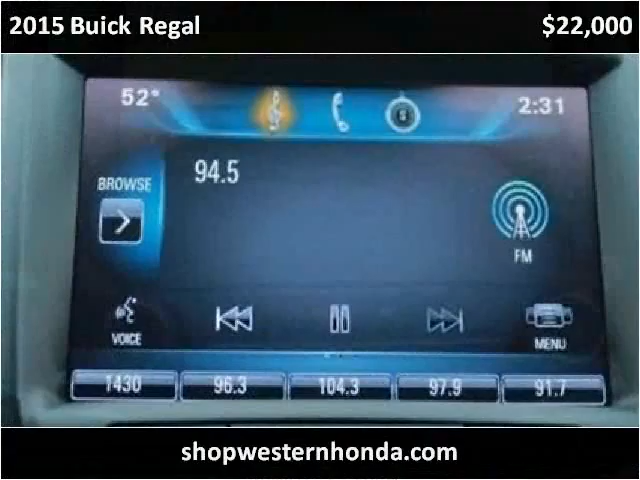 2015 Buick Regal $22,000
52° 2:31
94.5
BROWSE
FM
VOICE
MENU
1430 96.3 104.3 97.9 91.7
shopwesternhonda.com